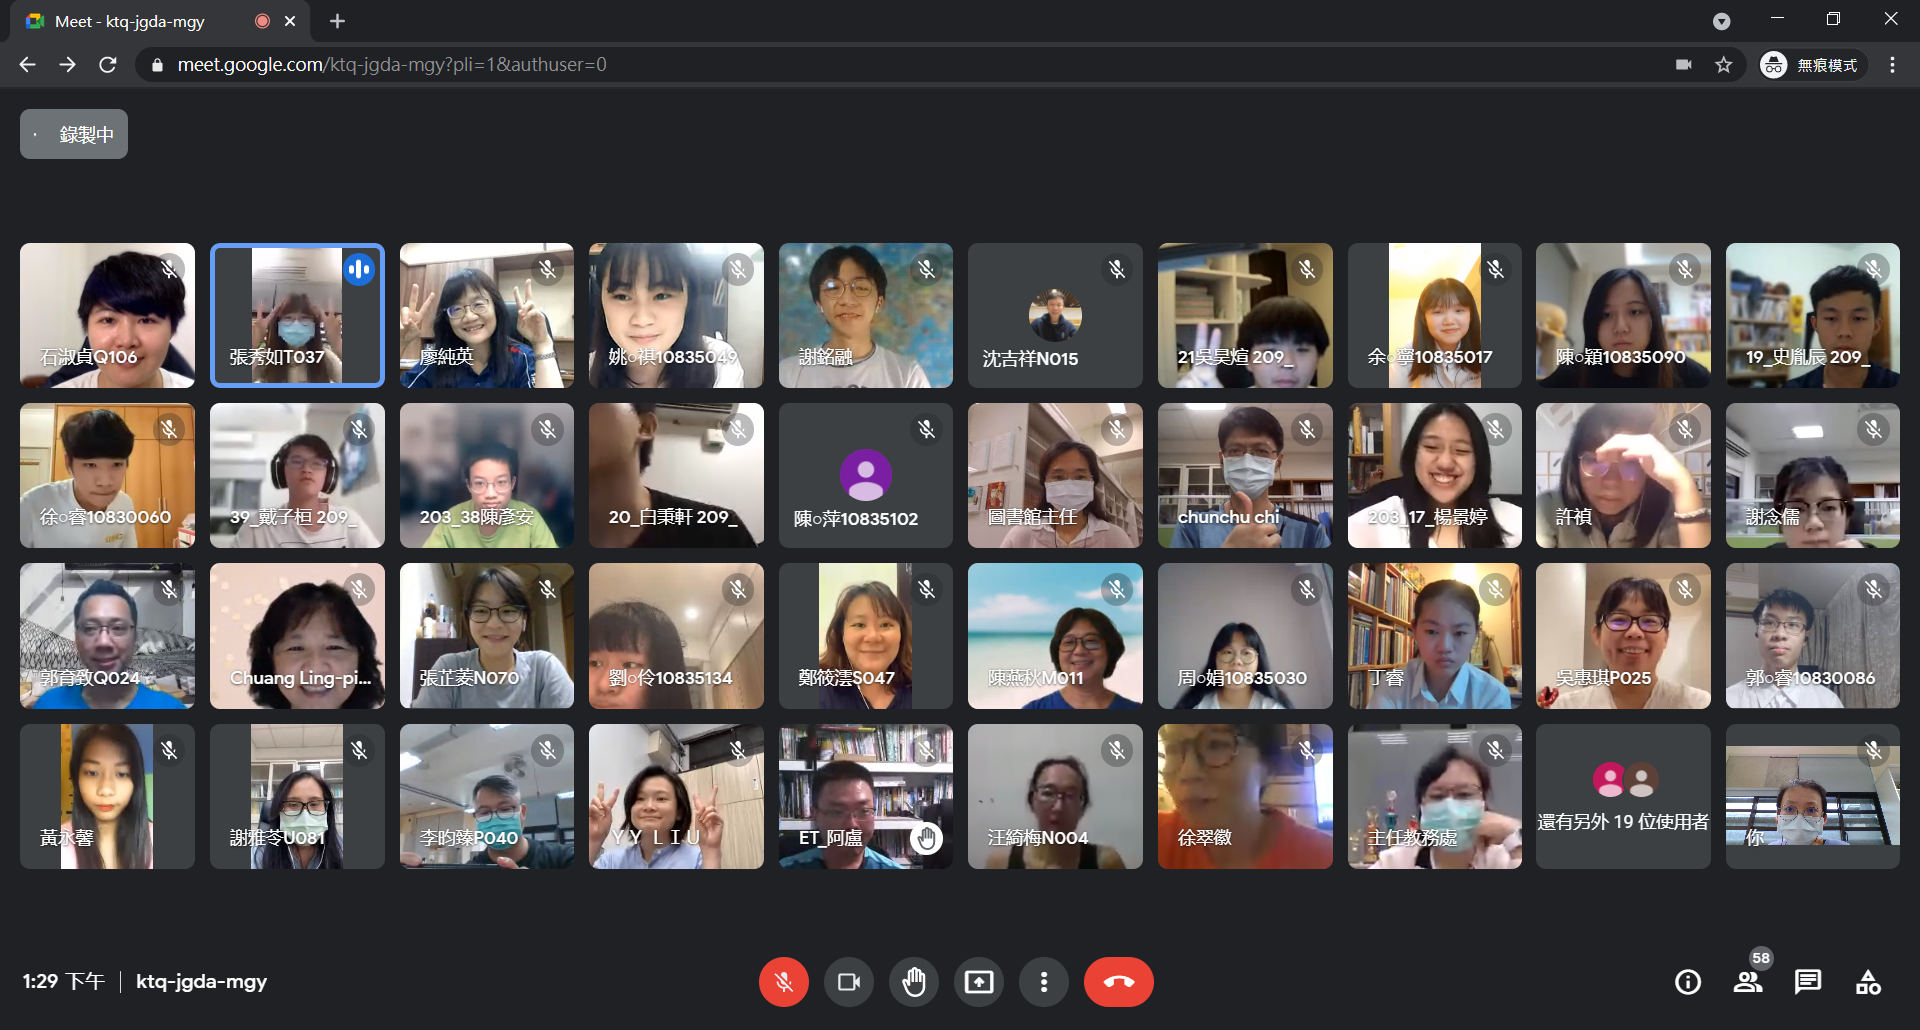 Meet - ktq-jgda-mgy
meet.google.com/ktq-jgda-mgy?pli=1&authuser=0
無痕模式
錄製中
石淑貞Q106
張秀如T037
廖純英
姚○祺10835049
謝銘融
沈吉祥N015
21吳昊煊 209_
余○寧10835017
陳○穎10835090
19_史胤辰 209_
徐○睿10830060
39_戴子桓 209_
203_38陳彥安
20_白秉軒 209_
陳○萍10835102
圖書館主任
chunchu chi
203_17_楊景婷
許禎
謝念儒
郭育致Q024
Chuang Ling-pi...
張芷菱N070
劉○伶10835134
鄭筱澐S047
陳燕秋M011
周○娟10835030
丁睿
吳惠琪P025
郭○睿10830086
黃永馨
謝雅苓U081
李昀臻P040
Y Y L I U
ET_阿盧
汪綺梅N004
徐翠徽
主任教務處
還有另外 19 位使用者
你
1:29 下午
ktq-jgda-mgy
58